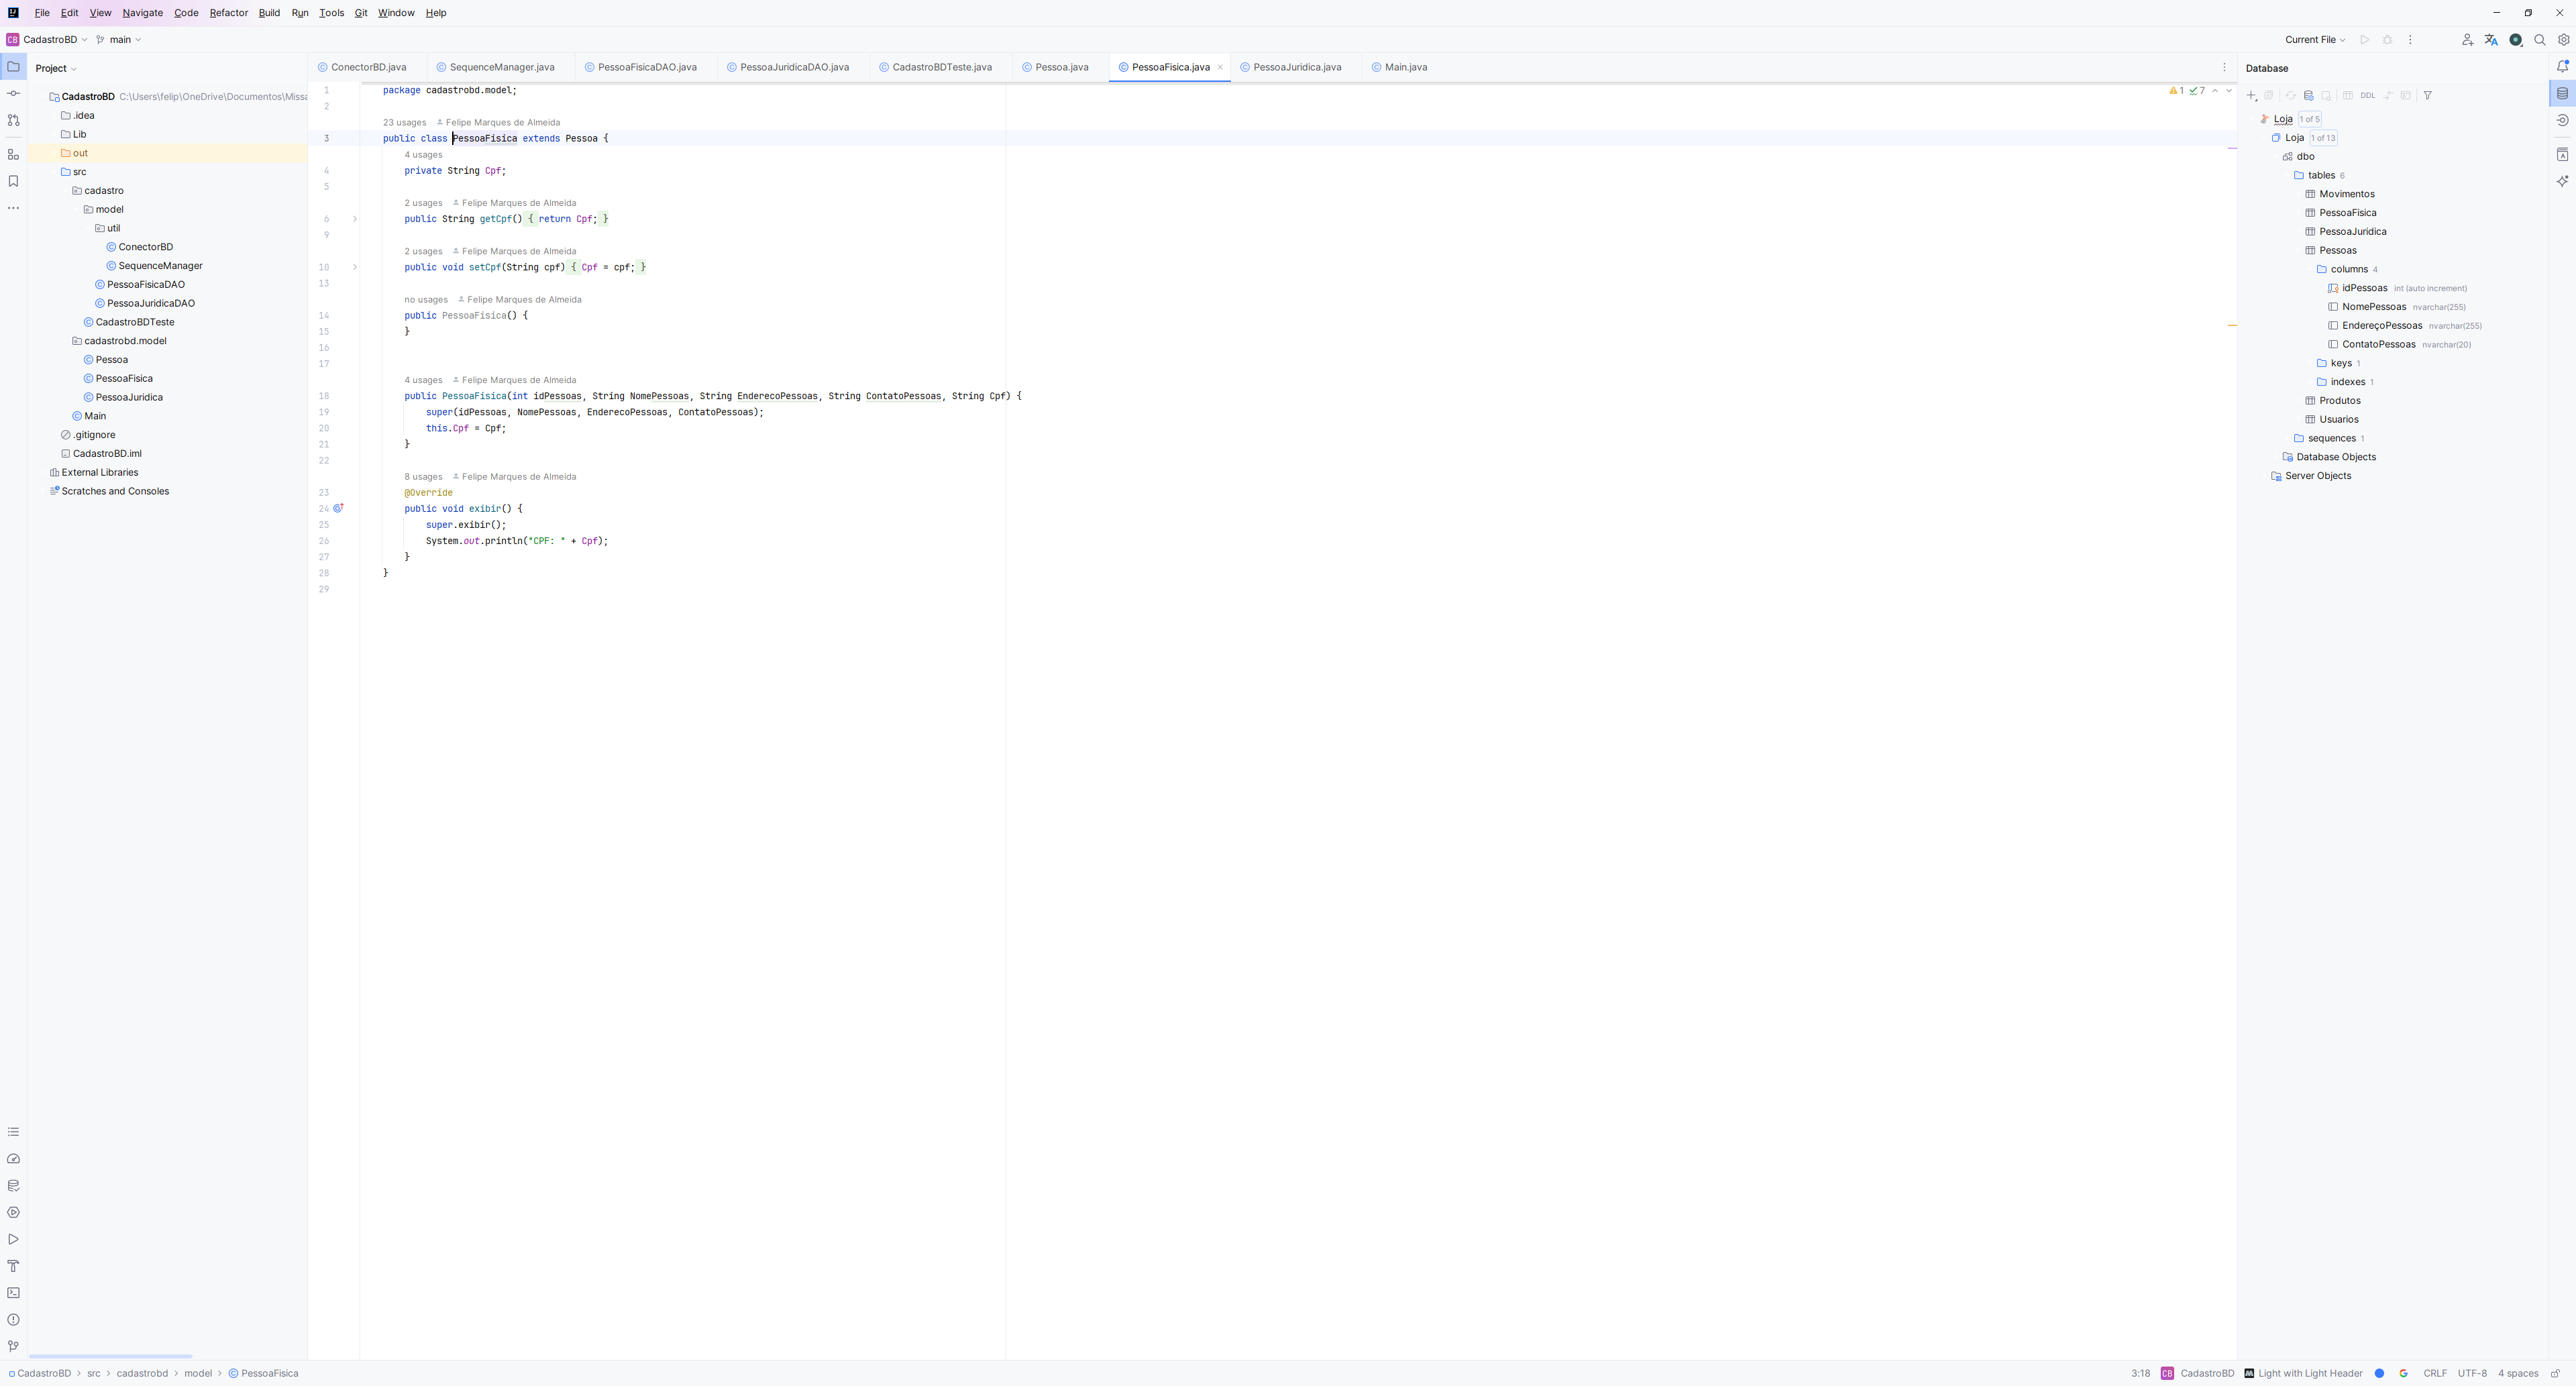 File Edit View Navigate Code Refactor Build Run Tools Git Window Help
CB CadastroBD main Current File
Project
CadastroBD C:\Users\felip\OneDrive\Documentos\Missa
.idea
Lib
out
src
cadastro
model
util
ConectorBD
SequenceManager
PessoaFisicaDAO
PessoaJuridicaDAO
CadastroBDTeste
cadastrobd.model
Pessoa
PessoaFisica
PessoaJuridica
Main
.gitignore
CadastroBD.iml
External Libraries
Scratches and Consoles
ConectorBD.java SequenceManager.java PessoaFisicaDAO.java PessoaJuridicaDAO.java CadastroBDTeste.java Pessoa.java PessoaFisica.java PessoaJuridica.java Main.java
1 7
1 package cadastrobd.model;
2
23 usages Felipe Marques de Almeida
3 public class PessoaFisica extends Pessoa {
4 usages
4 private String Cpf;
5
2 usages Felipe Marques de Almeida
6 public String getCpf() { return Cpf; }
9
2 usages Felipe Marques de Almeida
10 public void setCpf(String cpf) { Cpf = cpf; }
13
no usages Felipe Marques de Almeida
14 public PessoaFisica() {
15 }
16
17
4 usages Felipe Marques de Almeida
18 public PessoaFisica(int idPessoas, String NomePessoas, String EnderecoPessoas, String ContatoPessoas, String Cpf) {
19 super(idPessoas, NomePessoas, EnderecoPessoas, ContatoPessoas);
20 this.Cpf = Cpf;
21 }
22
8 usages Felipe Marques de Almeida
23 @Override
24 public void exibir() {
25 super.exibir();
26 System.out.println("CPF: " + Cpf);
27 }
28 }
29
Database
DDL
Loja 1 of 5
Loja 1 of 13
dbo
tables 6
Movimentos
PessoaFisica
PessoaJuridica
Pessoas
columns 4
idPessoas int (auto increment)
NomePessoas nvarchar(255)
EndereçoPessoas nvarchar(255)
ContatoPessoas nvarchar(20)
keys 1
indexes 1
Produtos
Usuarios
sequences 1
Database Objects
Server Objects
CadastroBD > src > cadastrobd > model > PessoaFisica
3:18 CB CadastroBD Light with Light Header G CRLF UTF-8 4 spaces